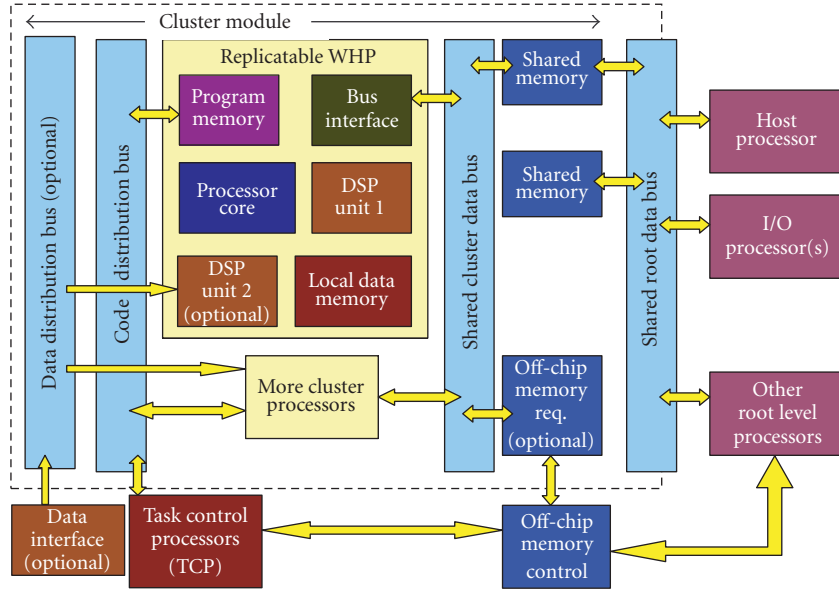 Cluster module
Data distribution bus (optional)
Code distribution bus
Replicatable WHP
Program
memory
Bus
interface
Processor
core
DSP
unit 1
DSP
unit 2
(optional)
Local data
memory
More cluster
processors
Shared cluster data bus
Shared
memory
Shared
memory
Off-chip
memory
req.
(optional)
Shared root data bus
Host
processor
I/O
processor(s)
Other
root level
processors
Data
interface
(optional)
Task control
processors
(TCP)
Off-chip
memory
control